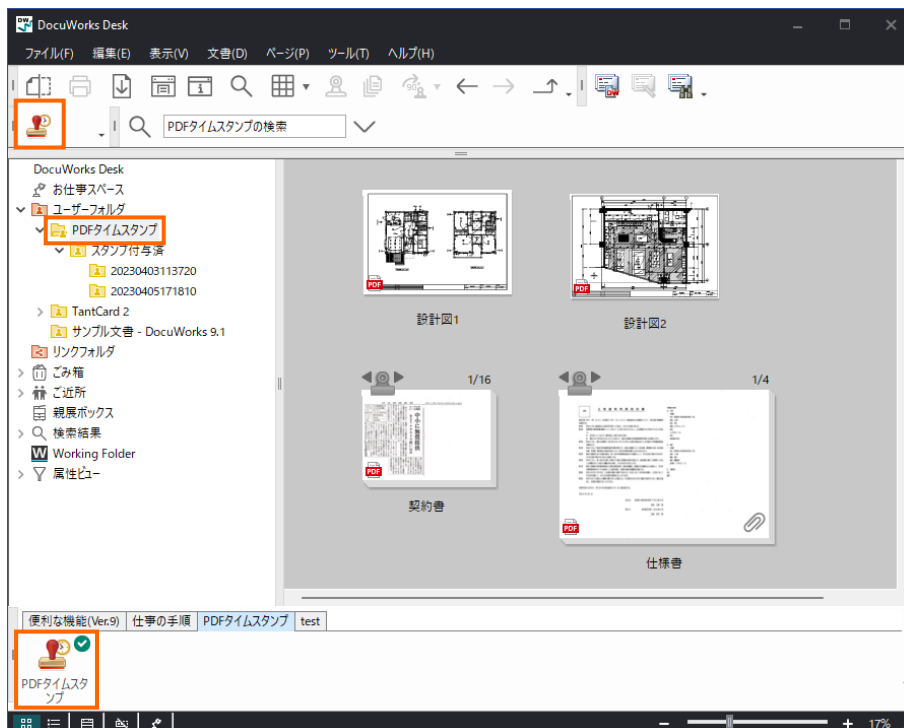 DocuWorks Desk
ファイル(F) 編集(E) 表示(V) 文書(D) ページ(P) ツール(T) ヘルプ(H)
PDFタイムスタンプの検索
DocuWorks Desk
お仕事スペース
ユーザーフォルダ
PDFタイムスタンプ
スタンプ付与済
20230403113720
20230405171810
TantCard 2
サンプル文書 - DocuWorks 9.1
リンクフォルダ
ごみ箱
ご近所
親展ボックス
検索結果
Working Folder
属性ビュー
PDF
設計図1
PDF
設計図2
1/16
PDF
契約書
1/4
PDF
仕様書
便利な機能(Ver.9) 仕事の手順 PDFタイムスタンプ test
PDFタイムスタ
ンプ
17%